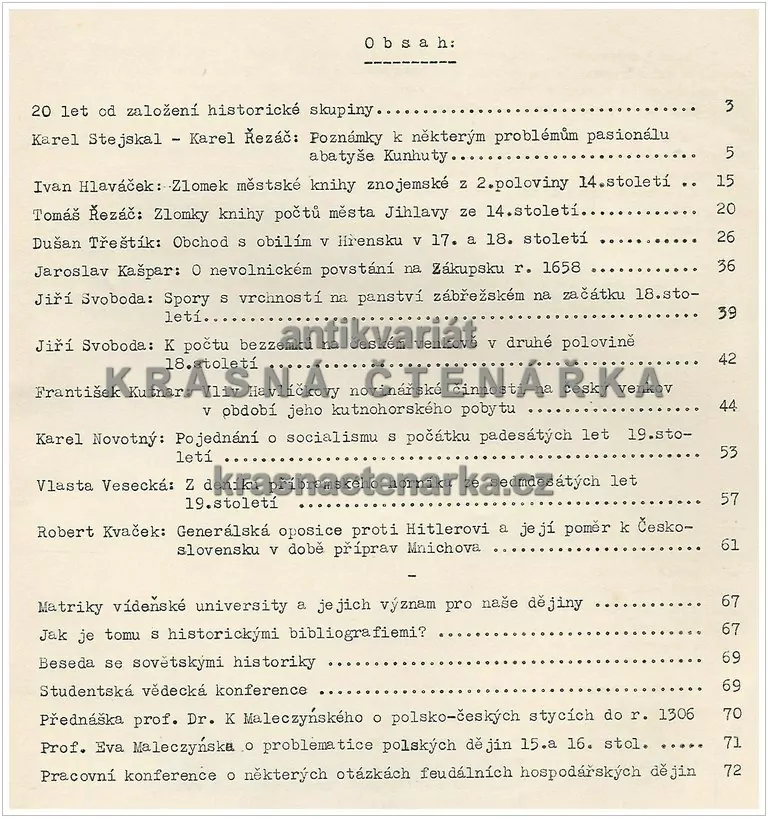 O b s a h:
20 let od založení historické skupiny................................. 3
Karel Stejskal - Karel Řezáč: Poznámky k některým problémům pasionálu
abatyše Kunhuty.......................... 5
Ivan Hlaváček: Zlomek městské knihy znojemské z 2.poloviny 14.století .. 15
Tomáš Řezáč: Zlomky knihy počtů města Jihlavy ze 14.století............. 20
Dušan Třeštík: Obchod s obilím v Hřensku v 17. a 18. století .......... 26
Jaroslav Kašpar: O nevolnickém povstání na Zákupsku r. 1658 ........... 36
Jiří Svoboda: Spory s vrchností na panství zábřežském na začátku 18.sto-
letí.................................................... 39
Jiří Svoboda: K počtu bezzemků na českém venkově v druhé polovině
18.století ............................................. 42
František Kutnar: Vliv Havlíčkovy novinářské činnosti na český venkov
v období jeho kutnohorského pobytu .................. 44
Karel Novotný: Pojednání o socialismu s počátku padesátých let 19.sto-
letí .................................................. 53
Vlasta Vesecká: Z deníku příbramského horníka ze sedmdesátých let
19.století .......................................... 57
Robert Kvaček: Generálská oposice proti Hitlerovi a její poměr k Česko-
slovensku v době příprav Mnichova ...................... 61
-
Matriky vídeňské university a jejich význam pro naše dějiny ........... 67
Jak je tomu s historickými bibliografiemi? ........................... 67
Beseda se sovětskými historiky ....................................... 69
Studentská vědecká konference ........................................ 69
Přednáška prof. Dr. K Maleczyńského o polsko-českých stycích do r. 1306 70
Prof. Eva Maleczyńska o problematice polských dějin 15.a 16. stol. ..... 71
Pracovní konference o některých otázkách feudálních hospodářských dějin 72
antikvariát
KRÁSNÁ ČTENÁŘKA
krasnactenarka.cz